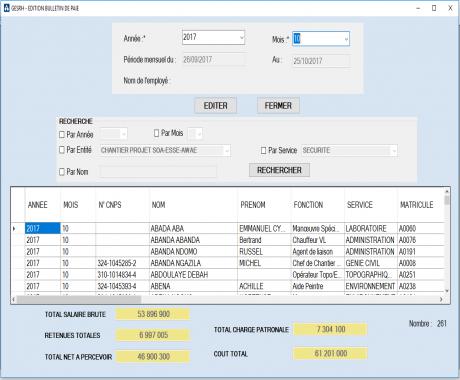 GESRH - EDITION BULLETIN DE PAIE
Année :* 2017 Mois :* 10
Période mensuel du : 26/09/2017 Au : 25/10/2017
Nom de l'employé :
EDITER FERMER
RECHERCHE
Par Année Par Mois
Par Entité CHANTIER PROJET SOA-ESSE-AWAE Par Service SECURITE
Par Nom RECHERCHER
ANNEE MOIS N° CNPS NOM PRENOM FONCTION SERVICE MATRICULE
2017 10 ABADA ABA EMMANUEL CY... Manœuvre Spéci... LABORATOIRE A0060
2017 10 ABANDA ABANDA Bertrand Chauffeur VL ADMINISTRATION A0076
2017 10 ABANDA NDOMO RUSSEL Agent de liaison ADMINISTRATION A0191
2017 10 324-1045285-2 ABANDA NGAZILA MICHEL Chef de Chantier ... GENIE CIVIL A0008
2017 10 310-1014834-4 ABDOULAYE DEBAH Opérateur Topo/E... TOPOGRAPHIQ... A0251
2017 10 324-1045393-4 ABENA ACHILLE Aide Peintre ENVIRONNEMENT A0238
TOTAL SALAIRE BRUTE 53 896 900
RETENUES TOTALES 6 997 005
TOTAL NET A PERCEVOIR 46 900 300
TOTAL CHARGE PATRONALE 7 304 100
COUT TOTAL 61 201 000
Nombre : 261